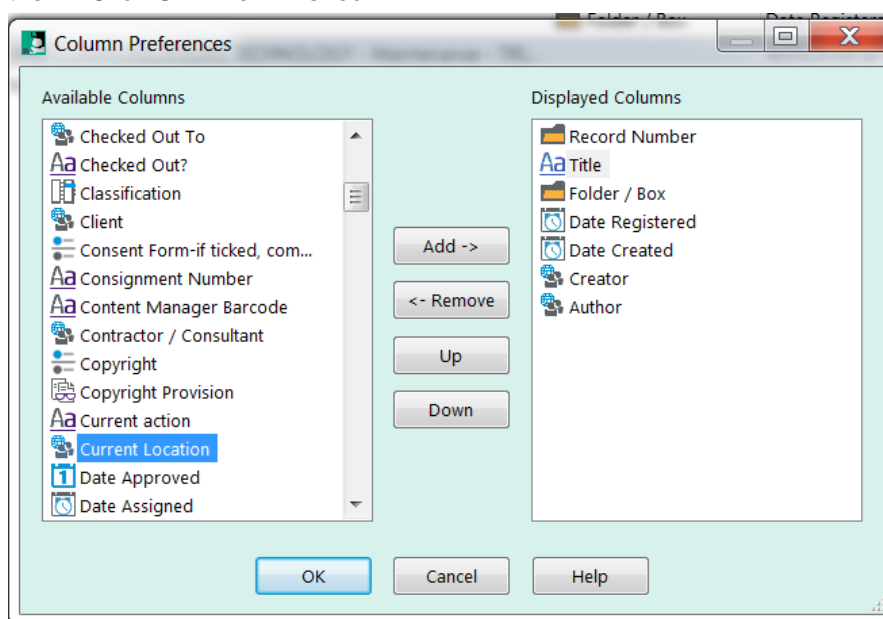 Folder / Box
Column Preferences
Available Columns
Checked Out To
Checked Out?
Classification
Client
Consent Form-if ticked, com...
Consignment Number
Content Manager Barcode
Contractor / Consultant
Copyright
Copyright Provision
Current action
Current Location
Date Approved
Date Assigned
Add ->
<- Remove
Up
Down
Displayed Columns
Record Number
Title
Folder / Box
Date Registered
Date Created
Creator
Author
OK
Cancel
Help